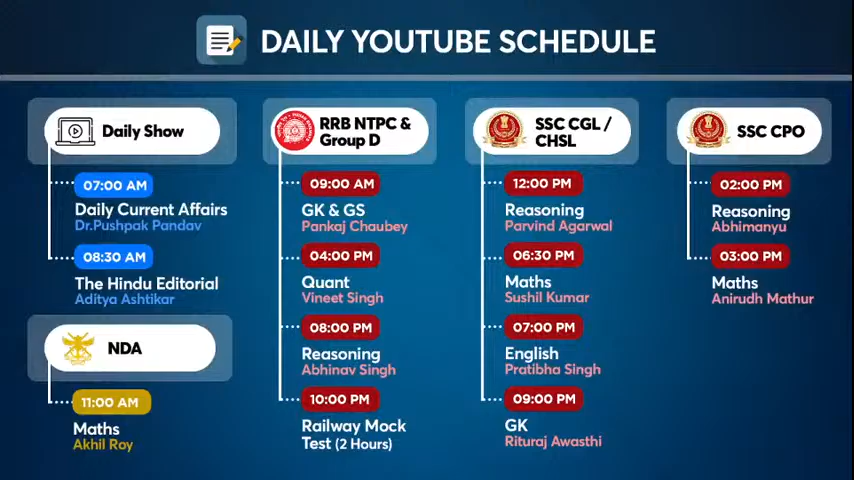 DAILY YOUTUBE SCHEDULE
Daily Show
07:00 AM
Daily Current Affairs
Dr.Pushpak Pandav
08:30 AM
The Hindu Editorial
Aditya Ashtikar
NDA
11:00 AM
Maths
Akhil Roy
RRB NTPC &
Group D
09:00 AM
GK & GS
Pankaj Chaubey
04:00 PM
Quant
Vineet Singh
08:00 PM
Reasoning
Abhinav Singh
10:00 PM
Railway Mock
Test (2 Hours)
SSC CGL /
CHSL
12:00 PM
Reasoning
Parvind Agarwal
06:30 PM
Maths
Sushil Kumar
07:00 PM
English
Pratibha Singh
09:00 PM
GK
Rituraj Awasthi
SSC CPO
02:00 PM
Reasoning
Abhimanyu
03:00 PM
Maths
Anirudh Mathur